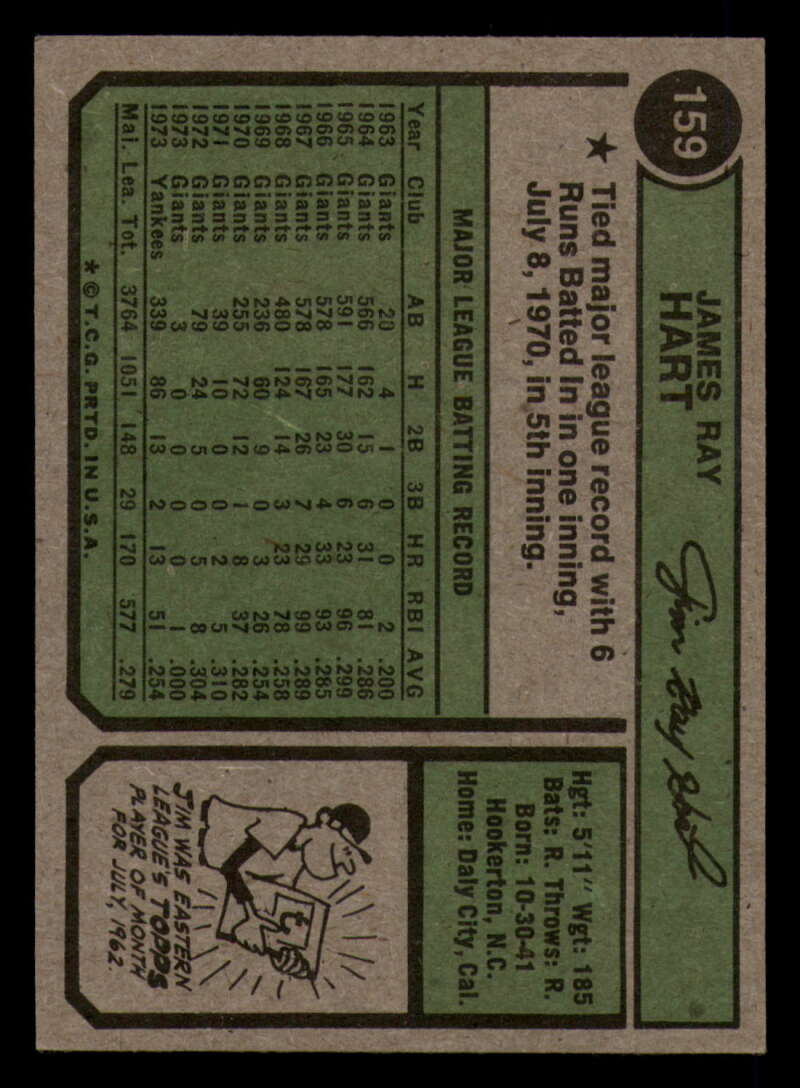 159
JAMES RAY
HART
Jim Ray Hart
★ Tied major league record with 6
Runs Batted In in one inning,
July 8, 1970, in 5th inning.
MAJOR LEAGUE BATTING RECORD
Year Club AB H 2B 3B HR RBI AVG
1963 Giants 20 4 1 0 0 2 .200
1964 Giants 566 162 15 6 31 81 .286
1965 Giants 591 177 30 6 23 96 .299
1966 Giants 578 165 23 4 33 93 .285
1967 Giants 578 167 26 7 29 99 .289
1968 Giants 480 124 14 3 23 78 .258
1969 Giants 236 60 9 0 3 26 .254
1970 Giants 255 72 12 1 8 37 .282
1971 Giants 39 10 0 0 2 5 .310
1972 Giants 79 24 5 0 5 8 .304
1973 Giants 3 0 0 0 0 1 .000
1973 Yankees 339 86 13 2 13 51 .254
Maj. Lea. Tot. 3764 1051 148 29 170 577 .279
* © T.C.G. PRTD. IN U.S.A.
Hgt: 5'11" Wgt: 185
Bats: R. Throws: R.
Born: 10-30-41
Hookerton, N.C.
Home: Daly City, Cal.
JIM WAS EASTERN
LEAGUE'S TOPPS
PLAYER OF MONTH
FOR JULY, 1962.